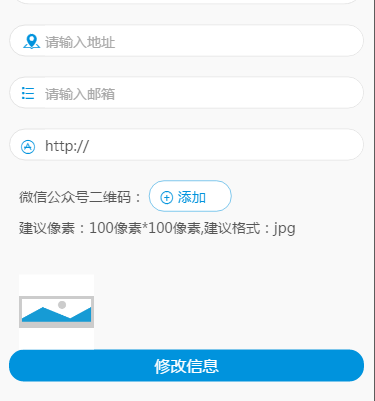 请输入地址
请输入邮箱
http://
微信公众号二维码： 添加
建议像素：100像素*100像素,建议格式：jpg
修改信息